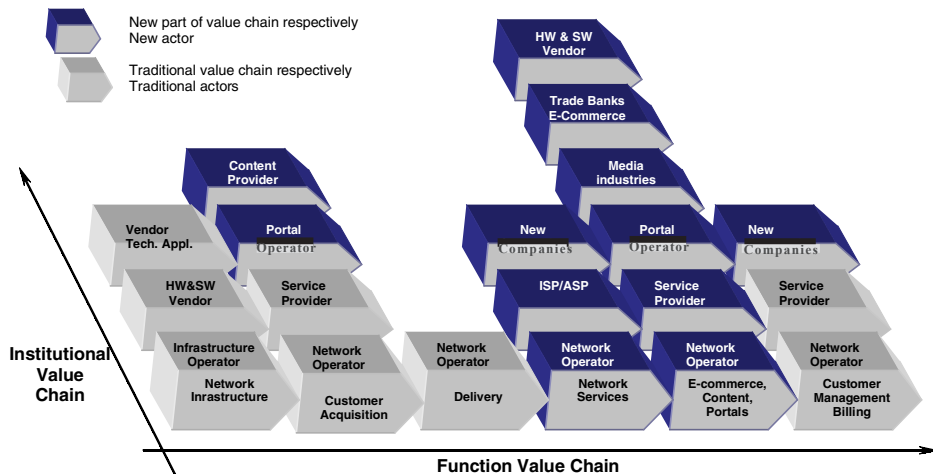 New part of value chain respectively
New actor
Traditional value chain respectively
Traditional actors
HW & SW
Vendor
Trade Banks
E-Commerce
Content
Provider
Media
industries
Vendor
Tech. Appl.
Portal
Operator
New
Companies
Portal
Operator
New
Companies
HW&SW
Vendor
Service
Provider
ISP/ASP
Service
Provider
Service
Provider
Infrastructure
Operator
Network
Inrastructure
Network
Operator
Customer
Acquisition
Network
Operator
Delivery
Network
Operator
Network
Services
Network
Operator
E-commerce,
Content,
Portals
Network
Operator
Customer
Management
Billing
Institutional
Value
Chain
Function Value Chain